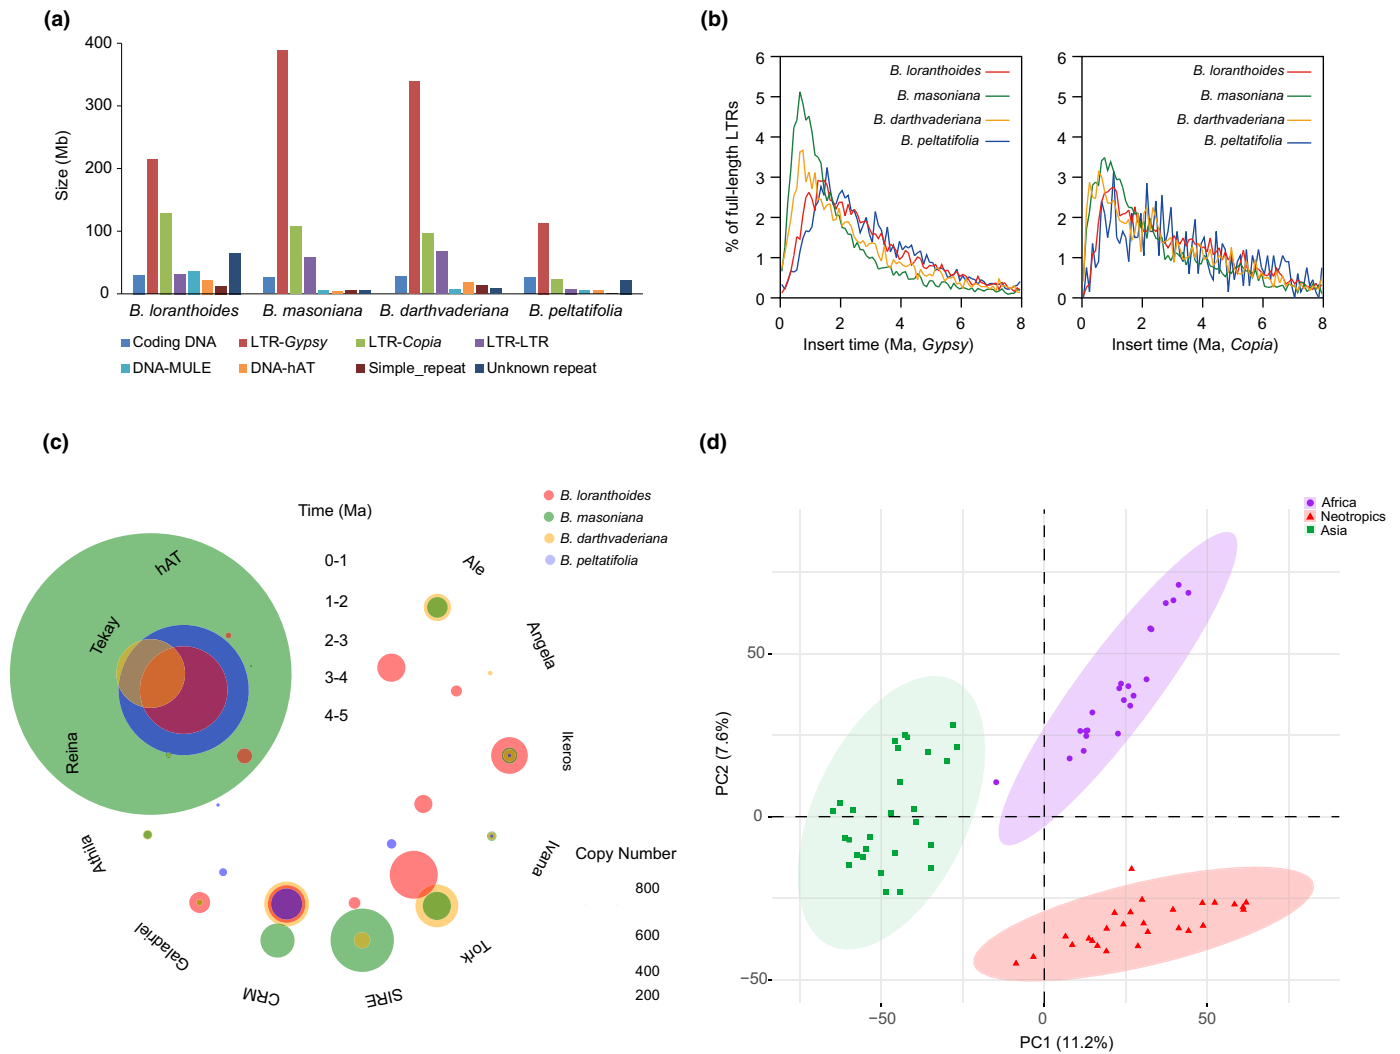 (a)
400
300
200
100
0
Size (Mb)
B. loranthoides
B. masoniana
B. darthvaderiana
B. peltatifolia
Coding DNA
LTR-Gypsy
LTR-Copia
LTR-LTR
DNA-MULE
DNA-hAT
Simple_repeat
Unknown repeat
(b)
6
5
4
3
2
1
0
% of full-length LTRs
B. loranthoides
B. masoniana
B. darthvaderiana
B. peltatifolia
0
2
4
6
8
Insert time (Ma, Gypsy)
6
5
4
3
2
1
0
B. loranthoides
B. masoniana
B. darthvaderiana
B. peltatifolia
0
2
4
6
8
Insert time (Ma, Copia)
(c)
Time (Ma)
0-1
1-2
2-3
3-4
4-5
B. loranthoides
B. masoniana
B. darthvaderiana
B. peltatifolia
hAT
Ale
Tekay
Angela
Reina
Ikeros
Athila
Ivana
Galadriel
Tork
CRM
SIRE
Copy Number
800
600
400
200
(d)
Africa
Neotropics
Asia
50
0
−50
PC2 (7.6%)
−50
0
50
PC1 (11.2%)